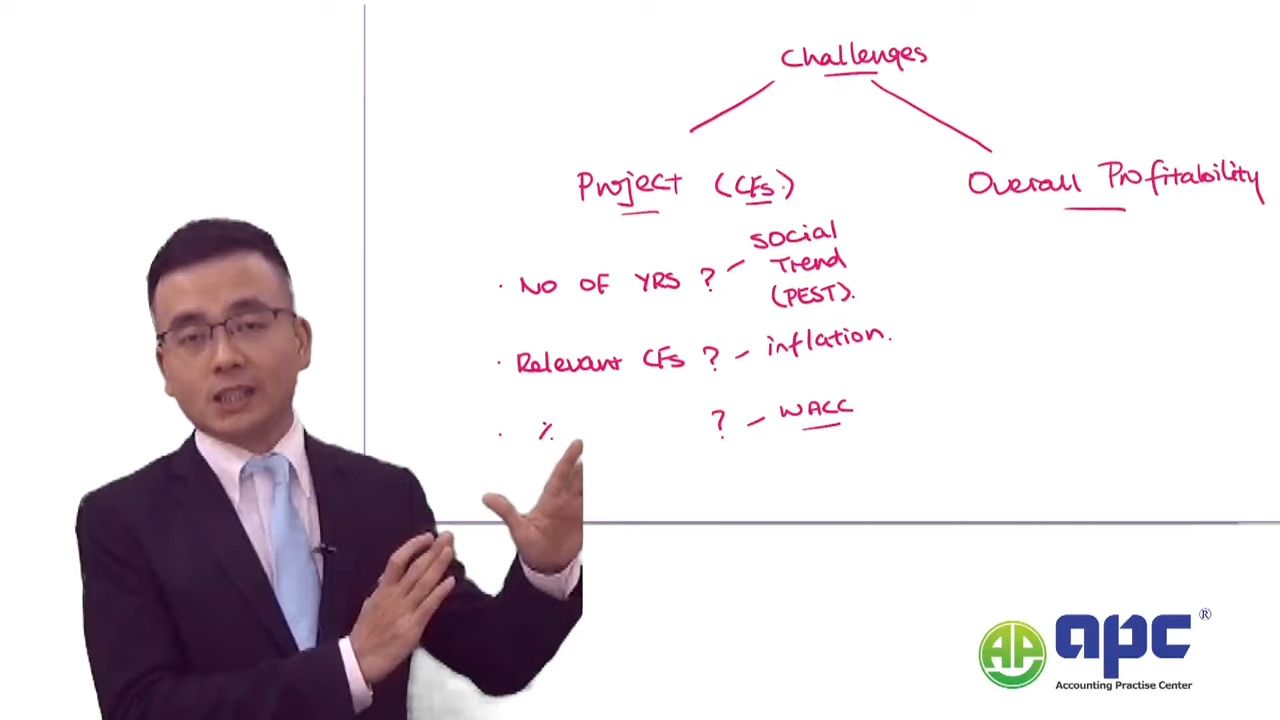 Challenges
Project (CFs.)
Overall Profitability
· NO OF YRS ? – social
Trend
(PEST).
· Relevant CFs ? – inflation.
· % ? – WACC
apc®
Accounting Practise Center